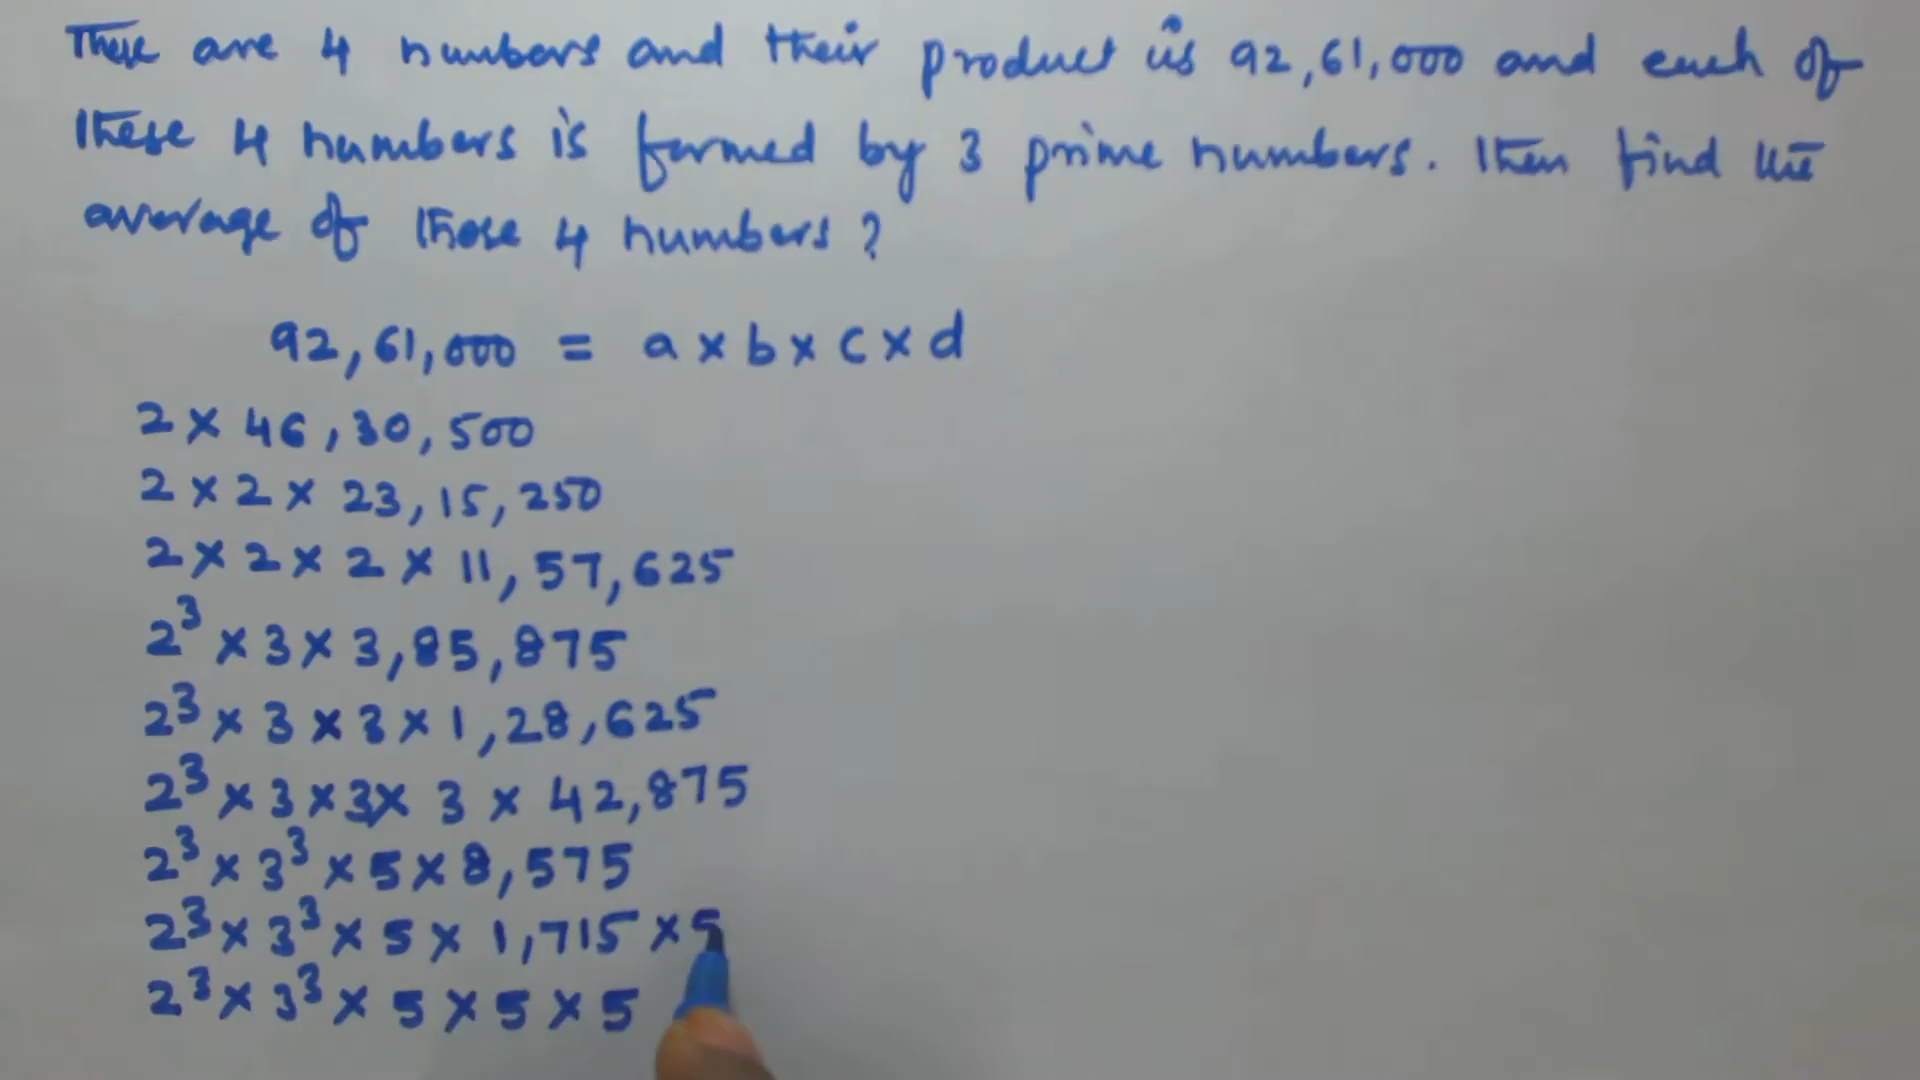 These are 4 numbers and their product is 92,61,000 and each of
these 4 numbers is formed by 3 prime numbers. Then find the
average of those 4 numbers?
92,61,000 = a × b × c × d
2 × 46,30,500
2 × 2 × 23,15,250
2 × 2 × 2 × 11,57,625
2³ × 3 × 3,85,875
2³ × 3 × 3 × 1,28,625
2³ × 3 × 3 × 3 × 42,875
2³ × 3³ × 5 × 8,575
2³ × 3³ × 5 × 1,715 × 5
2³ × 3³ × 5 × 5 × 5